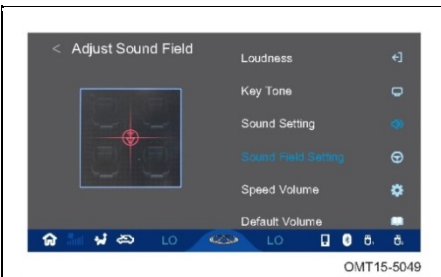 < Adjust Sound Field
Loudness
Key Tone
Sound Setting
Sound Field Setting
Speed Volume
Default Volume
LO
LO
OMT15-5049